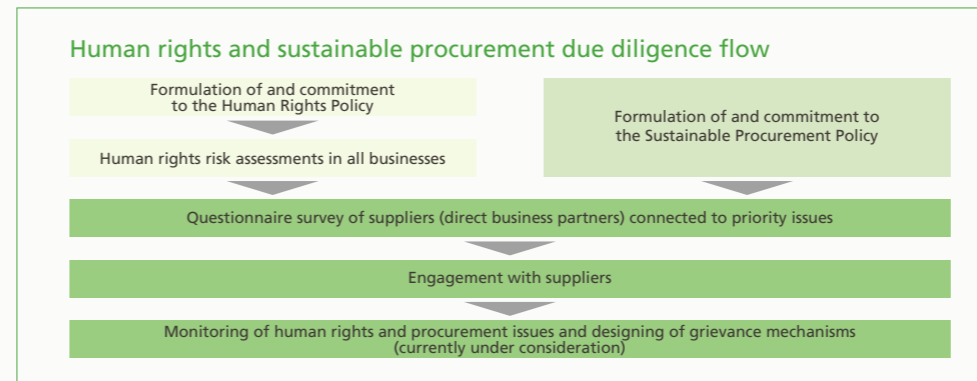 Human rights and sustainable procurement due diligence flow
Formulation of and commitment
to the Human Rights Policy
Human rights risk assessments in all businesses
Formulation of and commitment to
the Sustainable Procurement Policy
Questionnaire survey of suppliers (direct business partners) connected to priority issues
Engagement with suppliers
Monitoring of human rights and procurement issues and designing of grievance mechanisms
(currently under consideration)